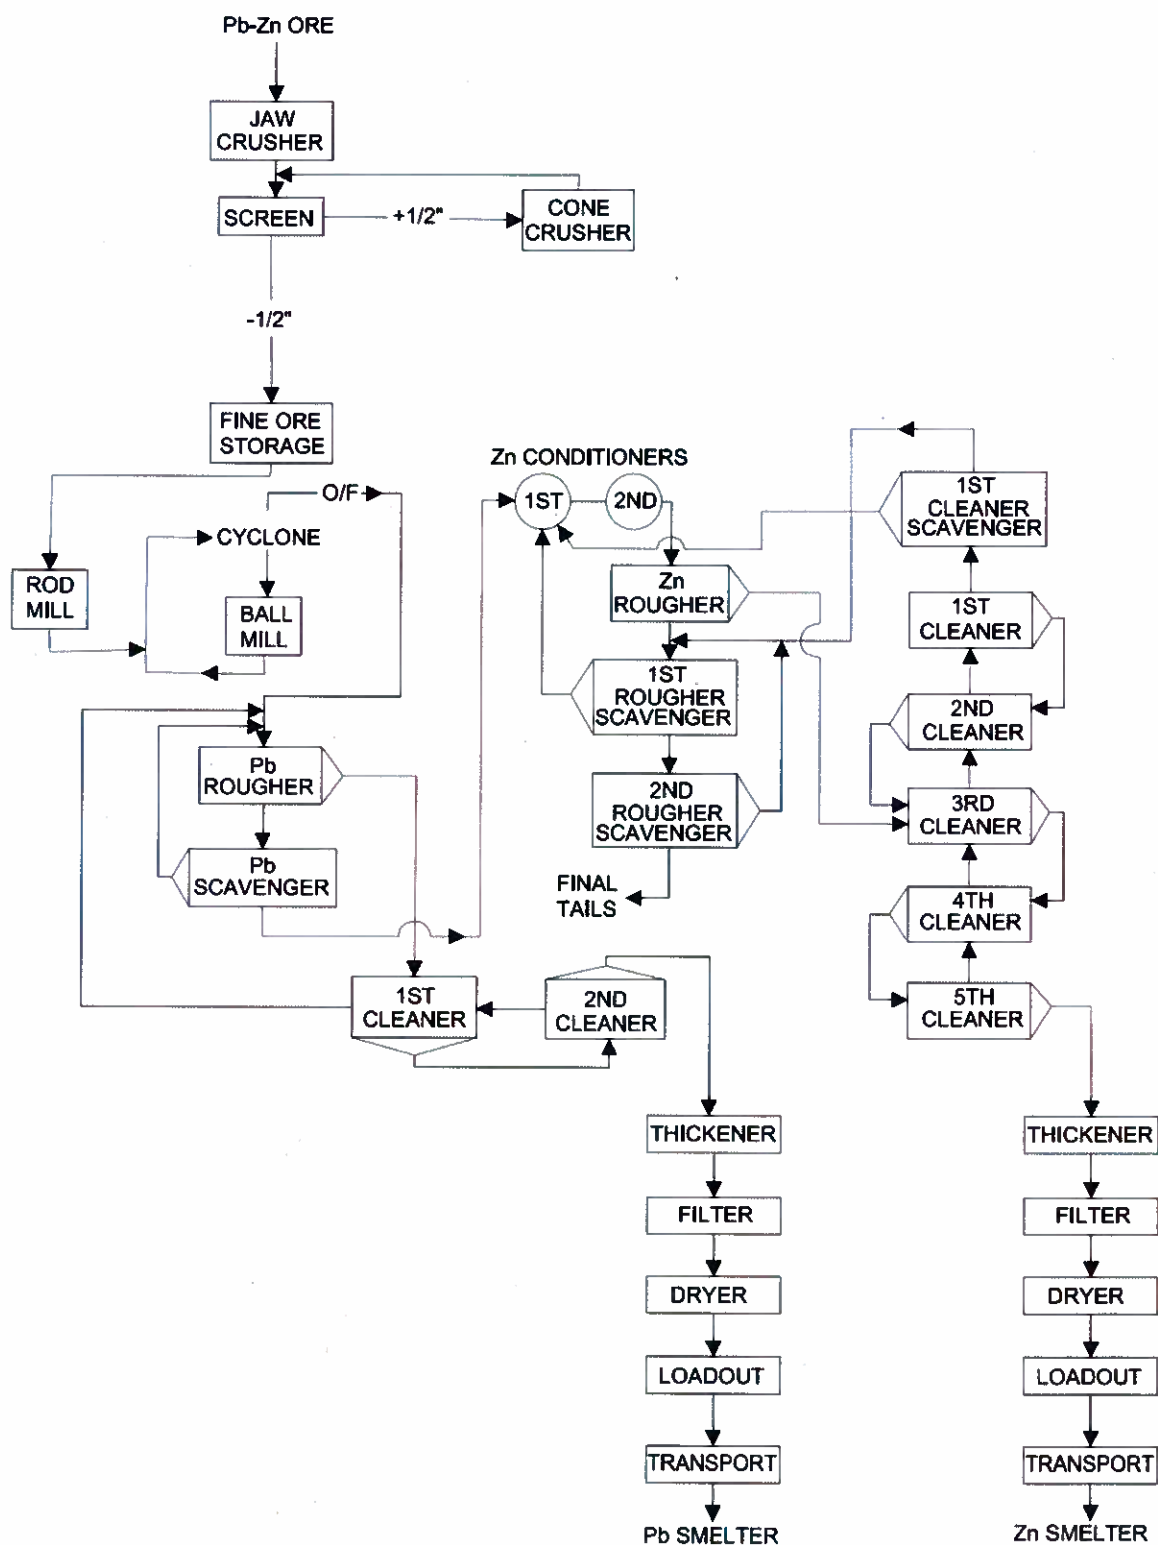 Pb-Zn ORE
JAW
CRUSHER
SCREEN
+1/2"
CONE
CRUSHER
-1/2"
FINE ORE
STORAGE
O/F
CYCLONE
ROD
MILL
BALL
MILL
Pb
ROUGHER
Pb
SCAVENGER
1ST
CLEANER
2ND
CLEANER
Zn CONDITIONERS
1ST
2ND
Zn
ROUGHER
1ST
ROUGHER
SCAVENGER
2ND
ROUGHER
SCAVENGER
FINAL
TAILS
1ST
CLEANER
SCAVENGER
1ST
CLEANER
2ND
CLEANER
3RD
CLEANER
4TH
CLEANER
5TH
CLEANER
THICKENER
FILTER
DRYER
LOADOUT
TRANSPORT
Pb SMELTER
THICKENER
FILTER
DRYER
LOADOUT
TRANSPORT
Zn SMELTER